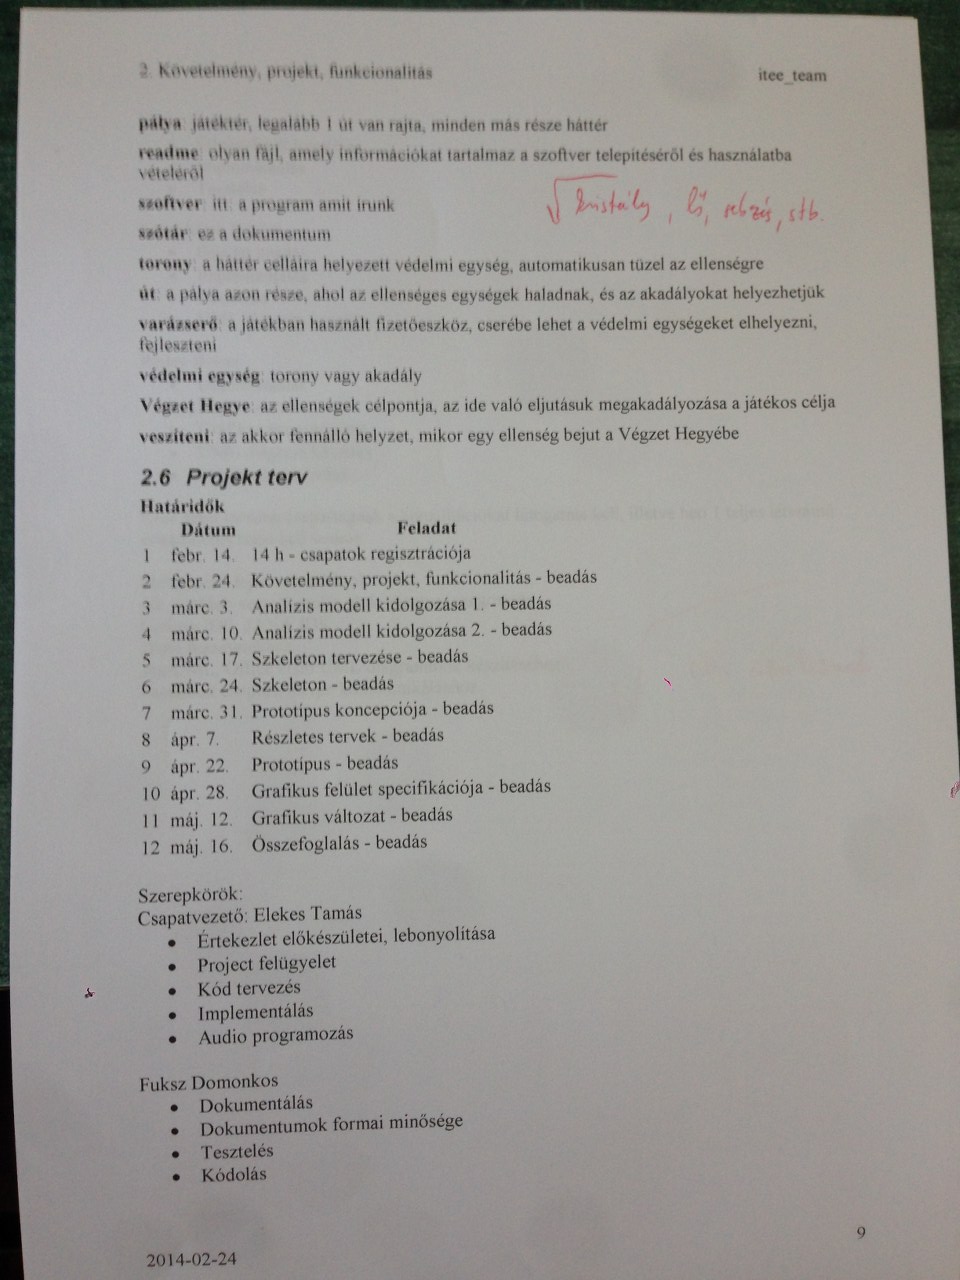 2. Követelmény, projekt, funkcionalitás
itee_team
pálya: játéktér, legalább 1 út van rajta, minden más része háttér
readme: olyan fájl, amely információkat tartalmaz a szoftver telepítéséről és használatba
vételéről
szoftver: itt: a program amit írunk
kristály, lő, sebzés, stb.
szótár: ez a dokumentum
torony: a háttér celláira helyezett védelmi egység, automatikusan tüzel az ellenségre
út: a pálya azon része, ahol az ellenséges egységek haladnak, és az akadályokat helyezhetjük
varázserő: a játékban használt fizetőeszköz, cserébe lehet a védelmi egységeket elhelyezni,
fejleszteni
védelmi egység: torony vagy akadály
Végzet Hegye: az ellenségek célpontja, az ide való eljutásuk megakadályozása a játékos célja
veszíteni: az akkor fennálló helyzet, mikor egy ellenség bejut a Végzet Hegyébe
2.6 Projekt terv
Határidők
Dátum Feladat
1 febr. 14. 14 h - csapatok regisztrációja
2 febr. 24. Követelmény, projekt, funkcionalitás - beadás
3 márc. 3. Analízis modell kidolgozása 1. - beadás
4 márc. 10. Analízis modell kidolgozása 2. - beadás
5 márc. 17. Szkeleton tervezése - beadás
6 márc. 24. Szkeleton - beadás
7 márc. 31. Prototípus koncepciója - beadás
8 ápr. 7. Részletes tervek - beadás
9 ápr. 22. Prototípus - beadás
10 ápr. 28. Grafikus felület specifikációja - beadás
11 máj. 12. Grafikus változat - beadás
12 máj. 16. Összefoglalás - beadás
Szerepkörök:
Csapatvezető: Elekes Tamás
• Értekezlet előkészületei, lebonyolítása
• Project felügyelet
• Kód tervezés
• Implementálás
• Audio programozás
Fuksz Domonkos
• Dokumentálás
• Dokumentumok formai minősége
• Tesztelés
• Kódolás
9
2014-02-24